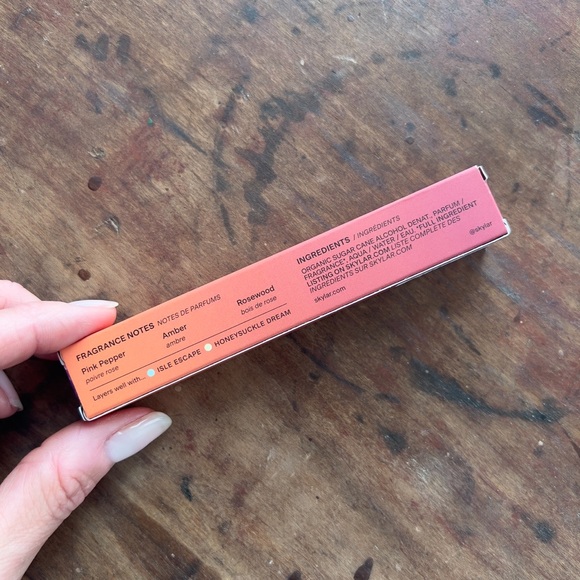 FRAGRANCE NOTES NOTES DE PARFUMS
Pink Pepper Amber Rosewood
poivre rose ambre bois de rose
Layers well with... ISLE ESCAPE HONEYSUCKLE DREAM
INGREDIENTS / INGRÉDIENTS
ORGANIC SUGAR CANE ALCOHOL DENAT., PARFUM /
FRAGRANCE*, AQUA / WATER / EAU. *FULL INGREDIENT
LISTING ON SKYLAR.COM LISTE COMPLÈTE DES
INGRÉDIENTS SUR SKYLAR.COM
skylar.com @skylar